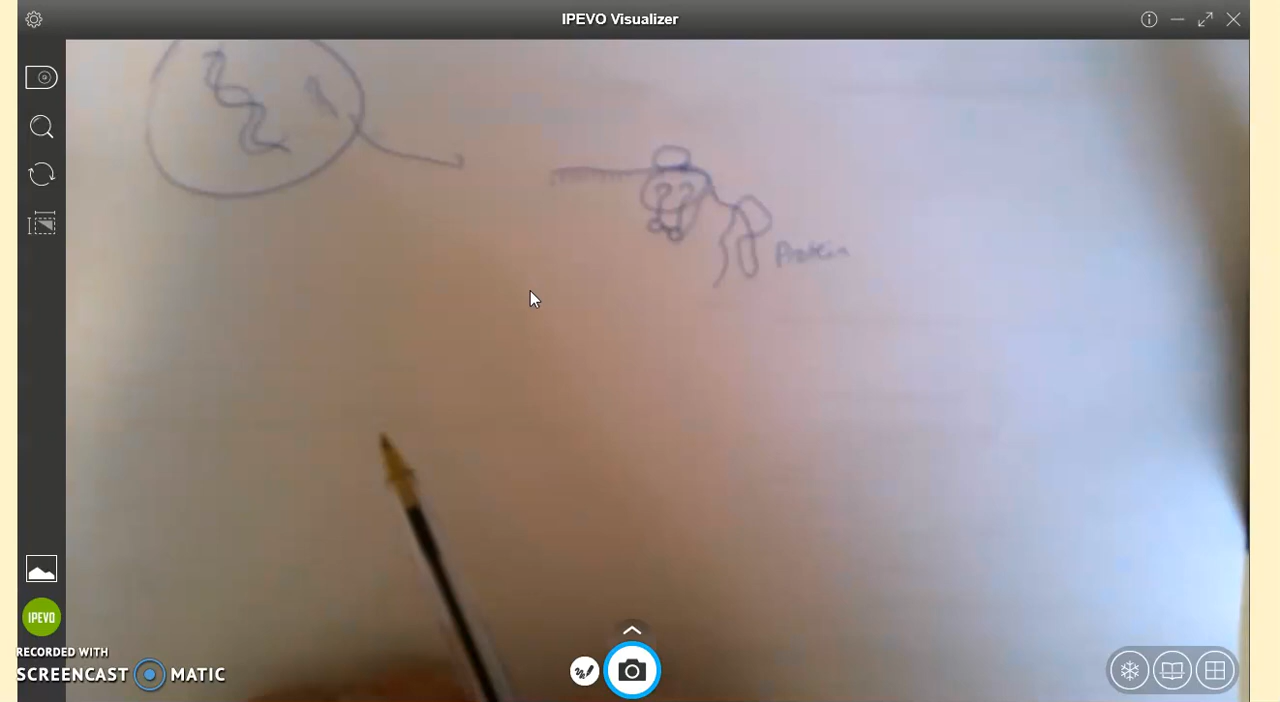 IPEVO Visualizer
Protein
IPEVO
RECORDED WITH
SCREENCAST MATIC